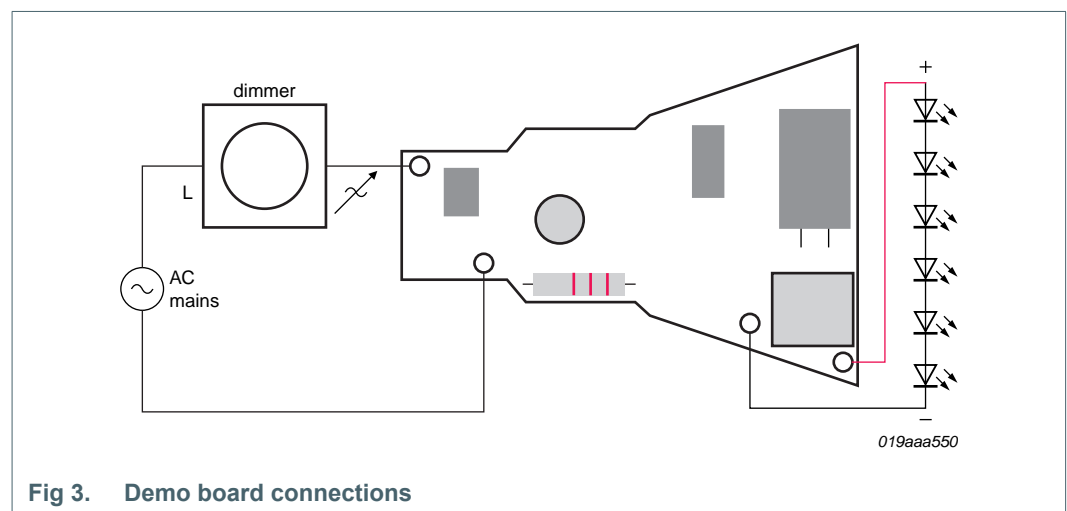 dimmer
L
AC
mains
+
–
019aaa550
Fig 3. Demo board connections